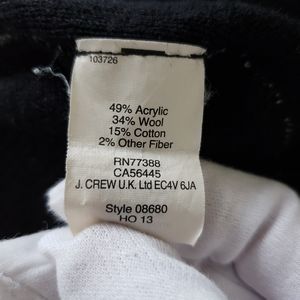 103726
49% Acrylic
34% Wool
15% Cotton
2% Other Fiber
RN77388
CA56445
J. CREW U.K. Ltd EC4V 6JA
Style 08680
HO 13